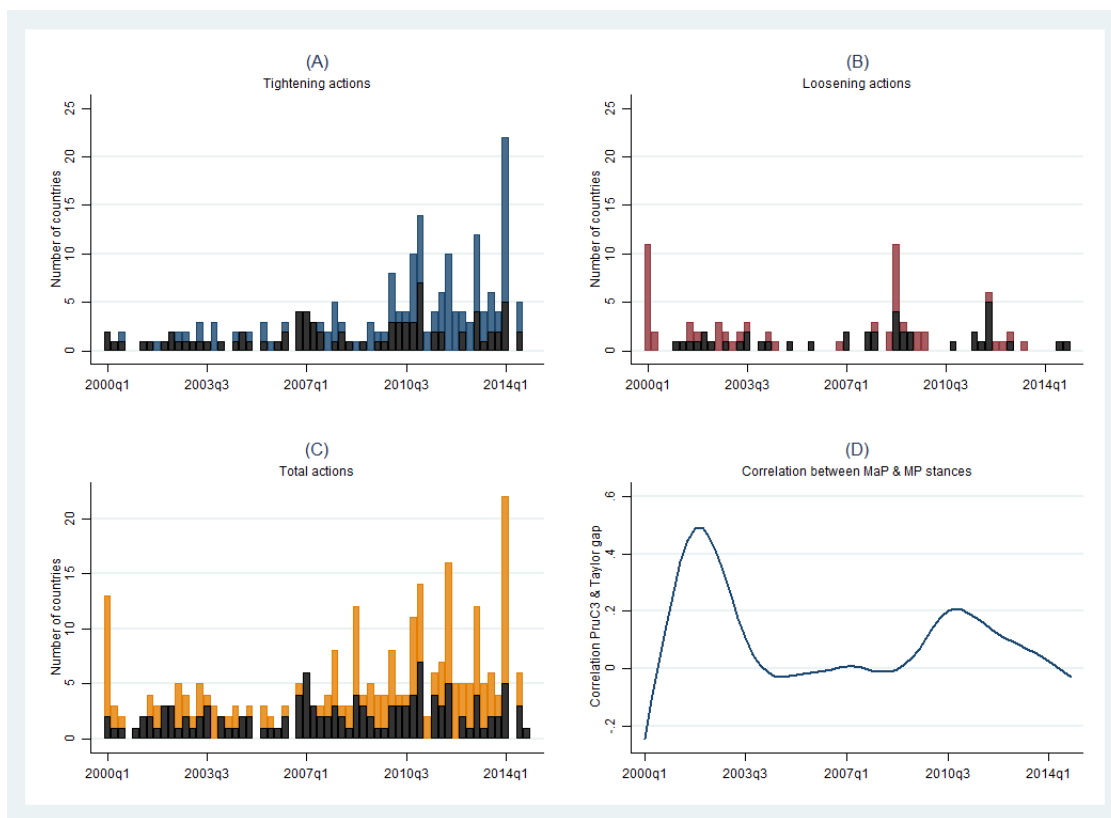 (A)
Tightening actions
Number of countries
25
20
15
10
5
0
2000q1 2003q3 2007q1 2010q3 2014q1
(B)
Loosening actions
Number of countries
25
20
15
10
5
0
2000q1 2003q3 2007q1 2010q3 2014q1
(C)
Total actions
Number of countries
20
15
10
5
0
2000q1 2003q3 2007q1 2010q3 2014q1
(D)
Correlation between MaP & MP stances
Correlation PruC3 & Taylor gap
.6
.4
.2
0
-.2
2000q1 2003q3 2007q1 2010q3 2014q1